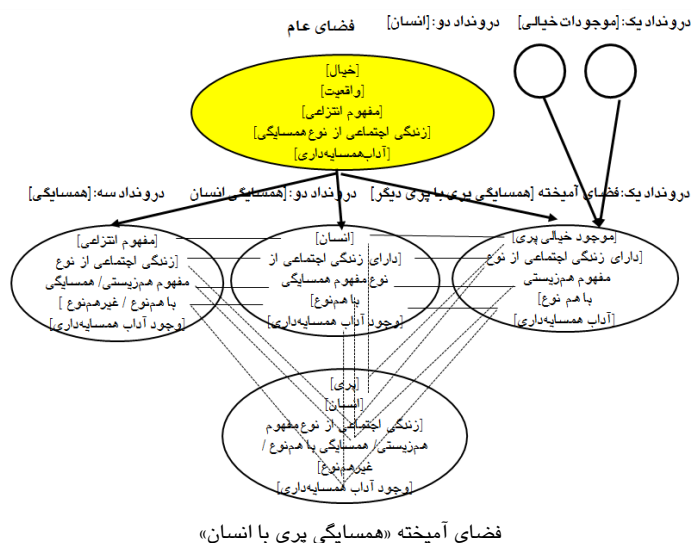 درونداد یک:[موجودات خیالی]
درونداد دو:[انسان]
فضای عام
[خیال]
[واقعیت]
[مفهوم انتزاعی]
[زندگی اجتماعی از نوع همسایگی]
[آداب‌همسایه‌داری]
درونداد یک:فضای آمیخته [همسایگی پری با پری دیگر]
درونداد دو:[همسایگی انسان
درونداد سه:[همسایگی]
[موجود خیالی پری]
[دارای زندگی اجتماعی از نوع
مفهوم هم‌زیستی
با هم نوع]
[آداب همسایه‌داری]
[انسان]
[دارای زندگی اجتماعی از
نوع مفهوم همسایگی
با هم‌نوع]
[وجود آداب همسایه‌داری]
[مفهوم انتزاعی]
[زندگی اجتماعی از نوع
مفهوم هم‌زیستی/ همسایگی
با هم‌نوع / غیرهم‌نوع ]
[وجود آداب همسایه‌داری]
[پری]
[انسان]
[زندگی اجتماعی از نوع مفهوم
هم‌زیستی/ همسایگی با هم‌نوع /
غیرهم‌نوع]
[وجود آداب همسایه‌داری]
فضای آمیخته «همسایگی پری با انسان»